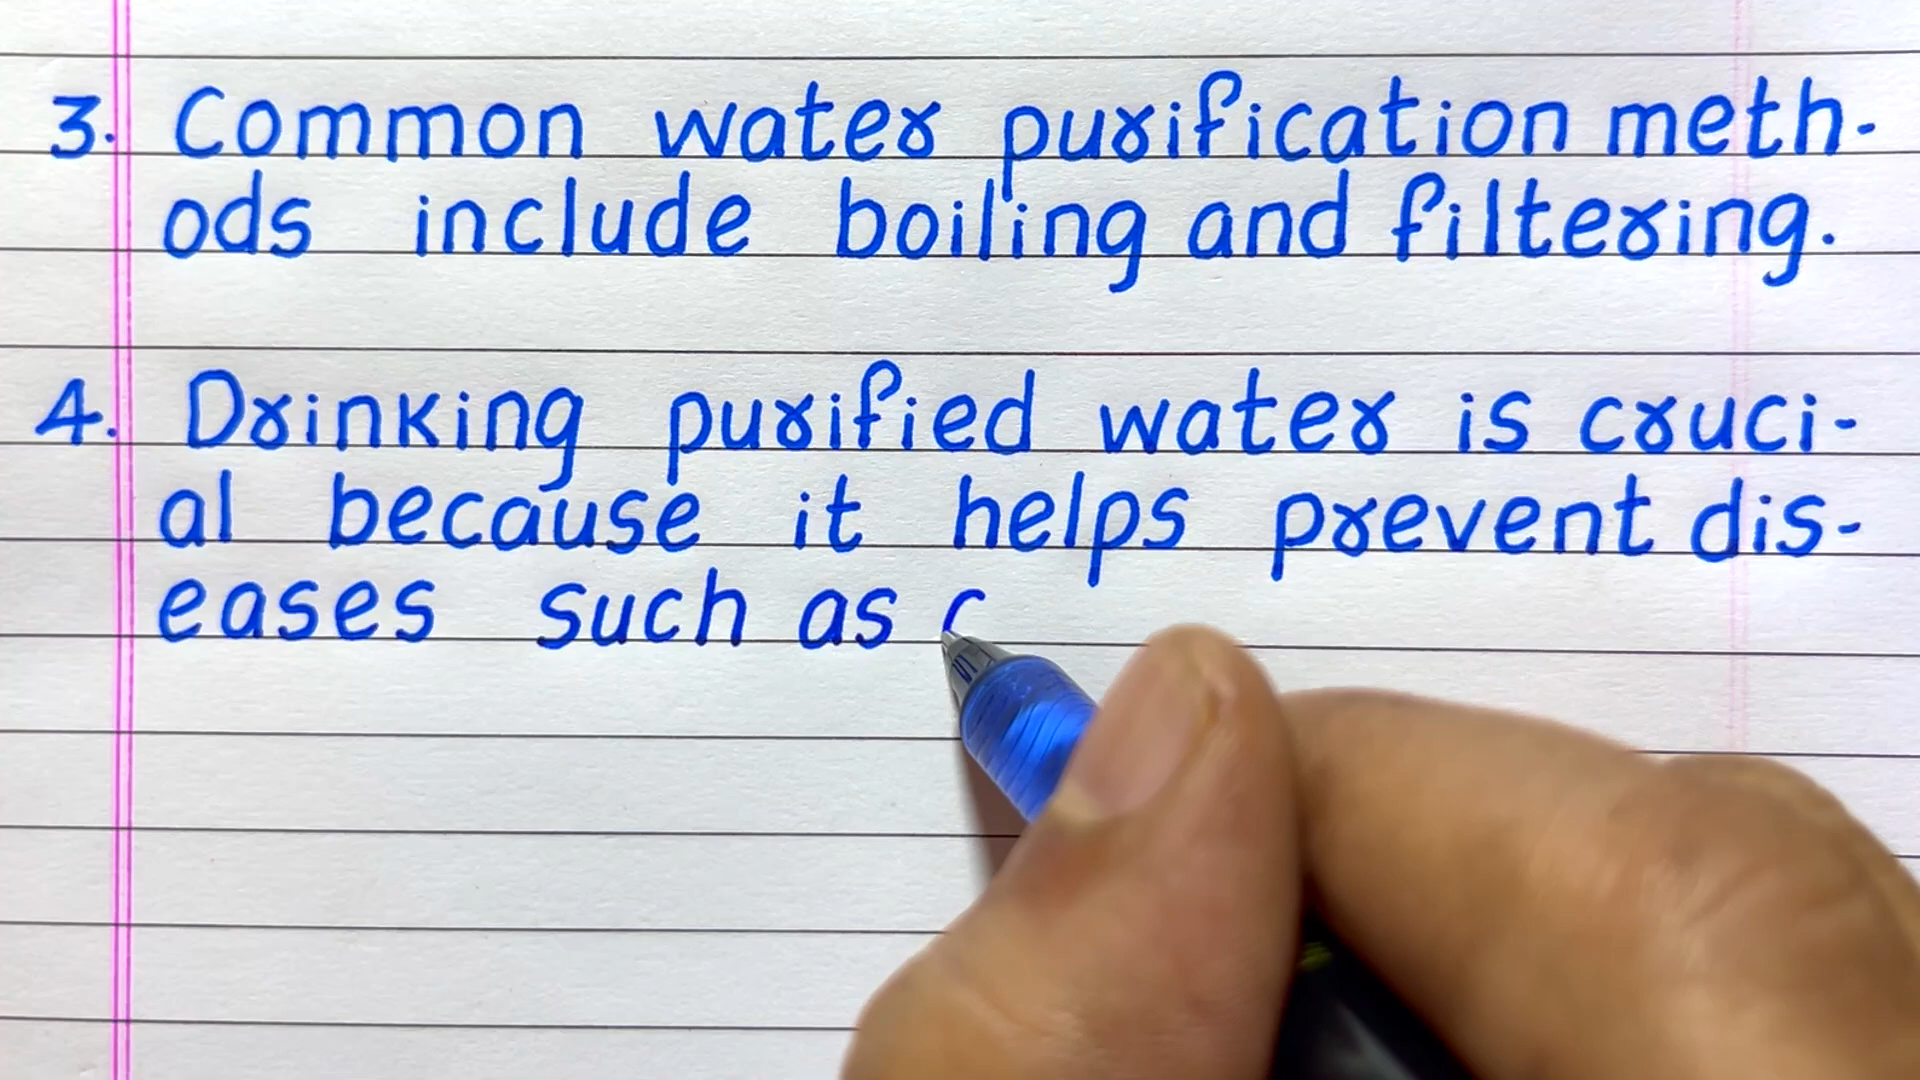 3. Common water purification meth-
ods include boiling and filtering.
4. Drinking purified water is cruci-
al because it helps prevent dis-
eases such as